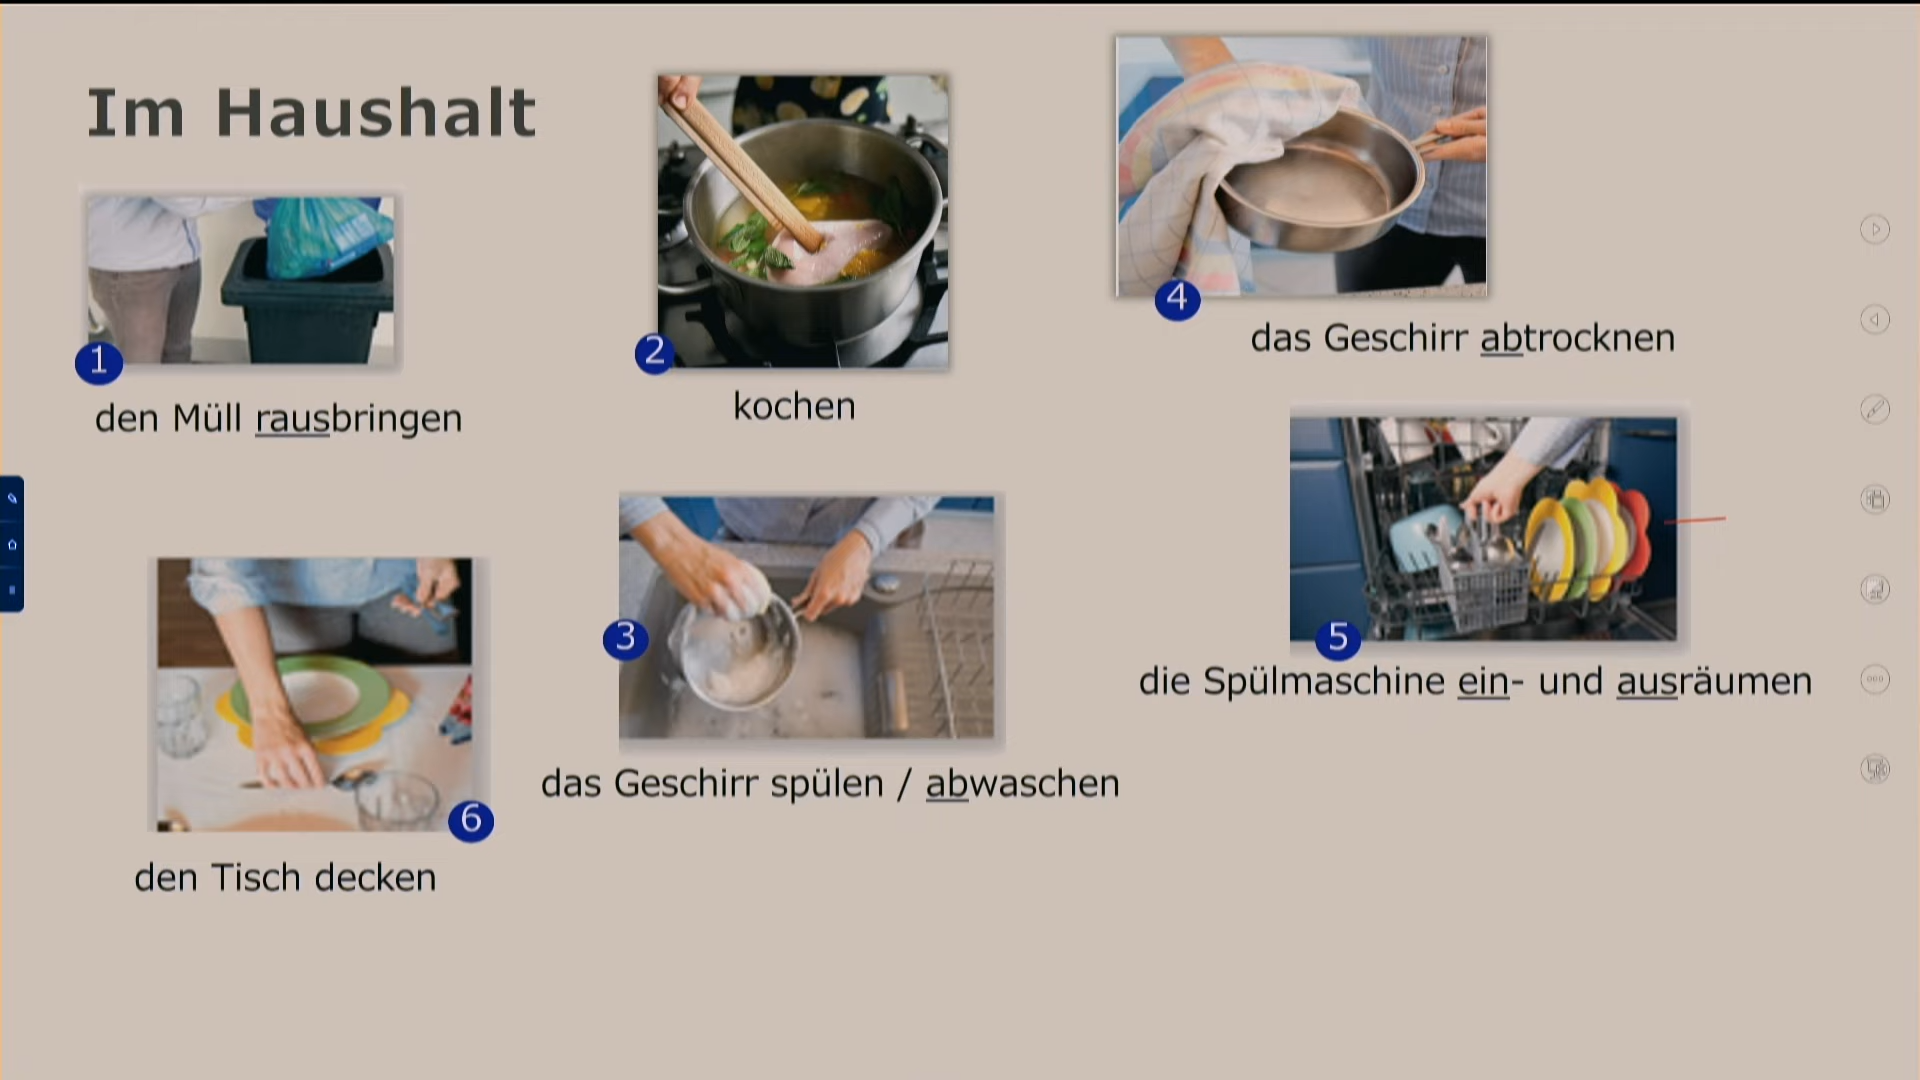 Im Haushalt
1
den Müll rausbringen
2
kochen
4
das Geschirr abtrocknen
3
das Geschirr spülen / abwaschen
5
die Spülmaschine ein- und ausräumen
6
den Tisch decken